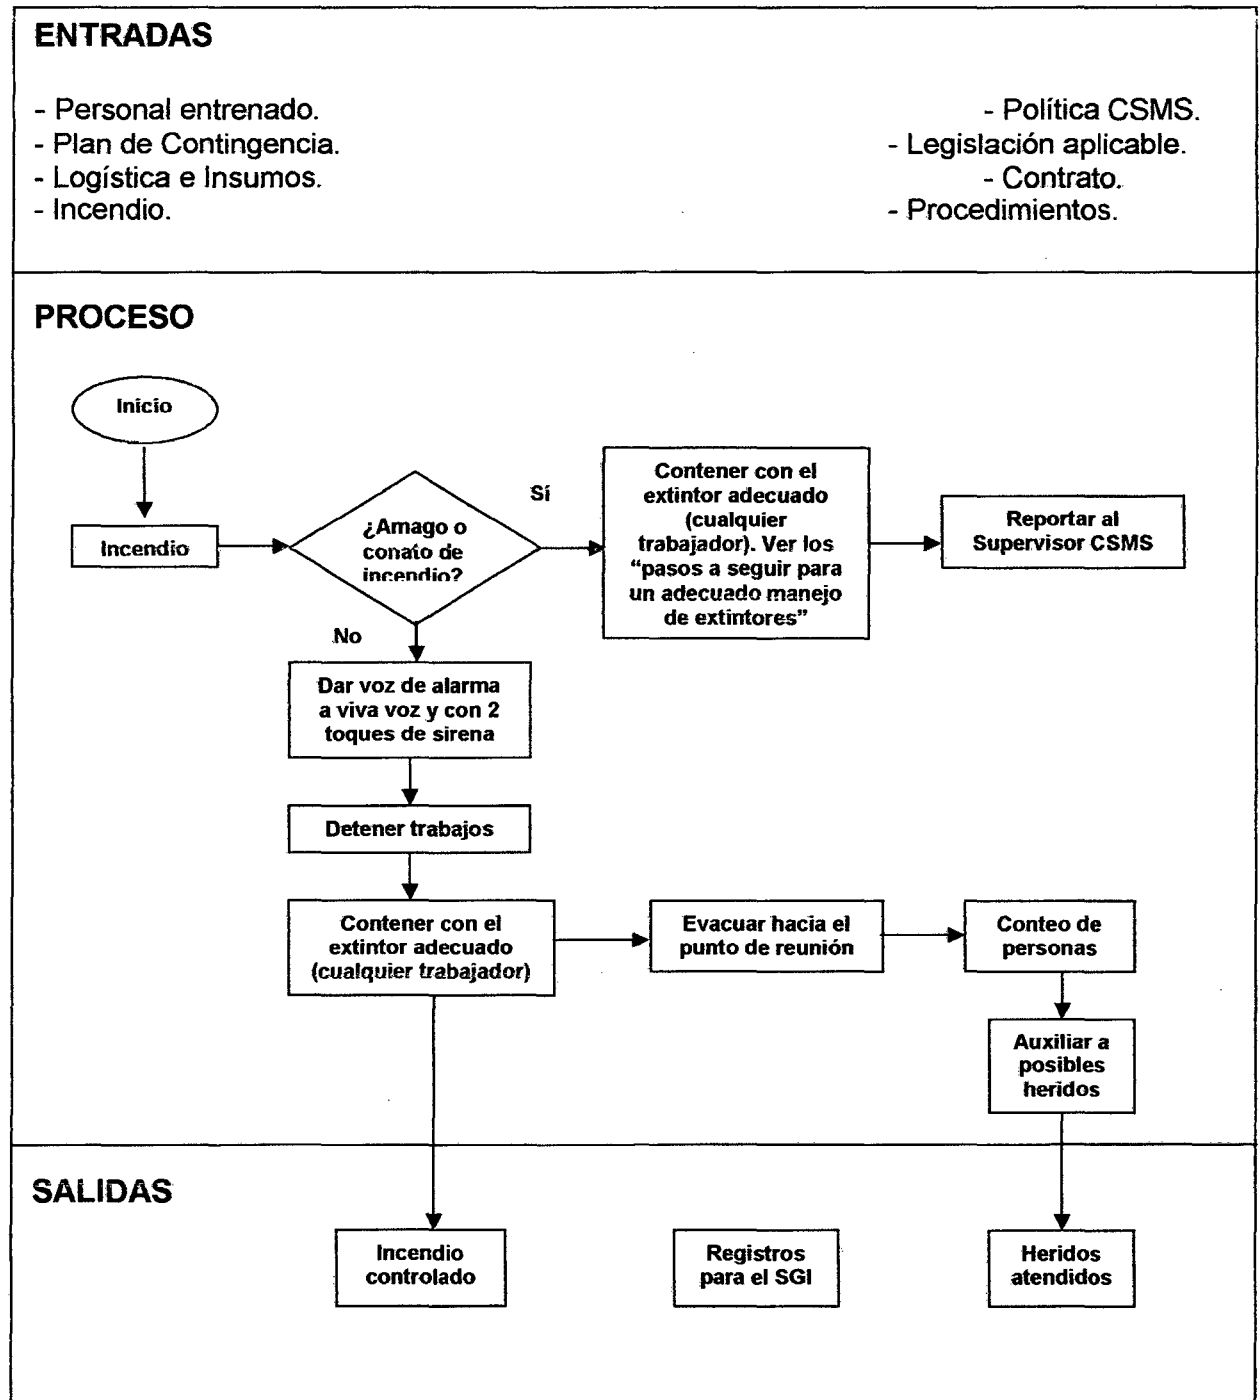 ENTRADAS
- Personal entrenado.
- Plan de Contingencia.
- Logística e Insumos.
- Incendio.
- Política CSMS.
- Legislación aplicable.
- Contrato.
- Procedimientos.
PROCESO
Inicio
Incendio
¿Amago o
conato de
incendio?
Sí
Contener con el
extintor adecuado
(cualquier
trabajador). Ver los
“pasos a seguir para
un adecuado manejo
de extintores”
Reportar al
Supervisor CSMS
No
Dar voz de alarma
a viva voz y con 2
toques de sirena
Detener trabajos
Contener con el
extintor adecuado
(cualquier trabajador)
Evacuar hacia el
punto de reunión
Conteo de
personas
Auxiliar a
posibles
heridos
SALIDAS
Incendio
controlado
Registros
para el SGI
Heridos
atendidos